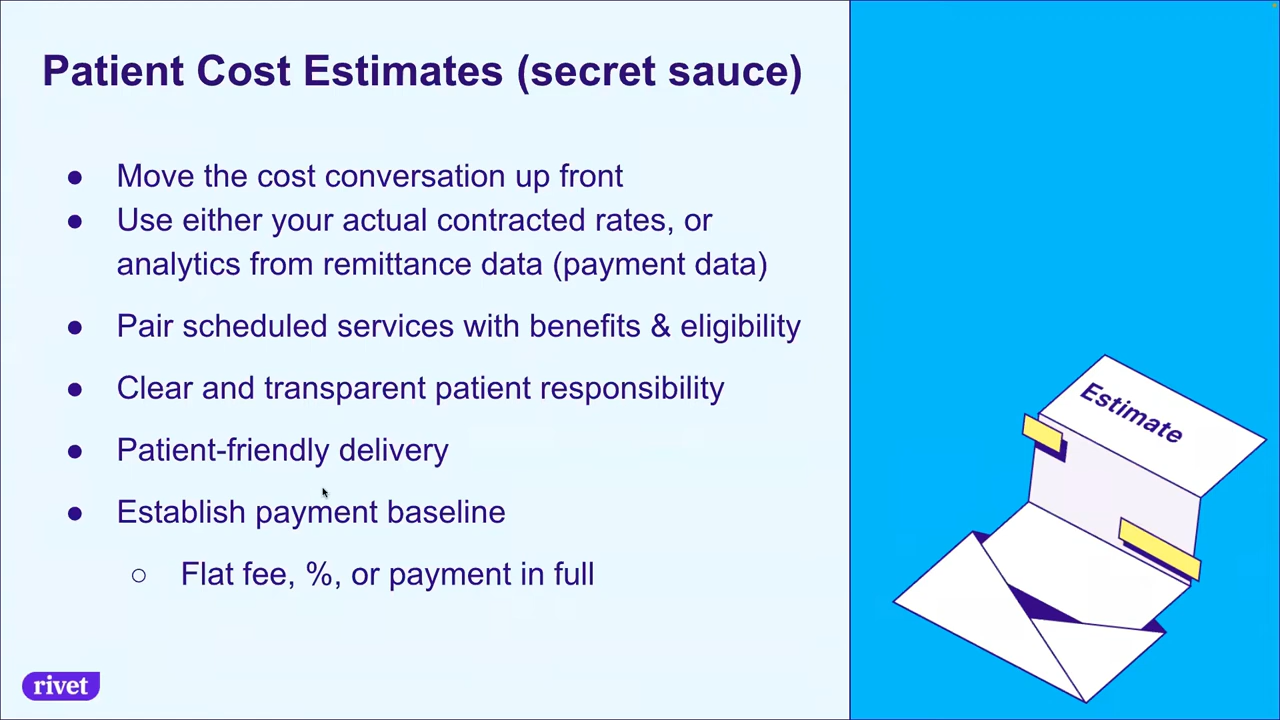 Patient Cost Estimates (secret sauce)
● Move the cost conversation up front
● Use either your actual contracted rates, or
analytics from remittance data (payment data)
● Pair scheduled services with benefits & eligibility
● Clear and transparent patient responsibility
● Patient-friendly delivery
● Establish payment baseline
○ Flat fee, %, or payment in full
Estimate
rivet